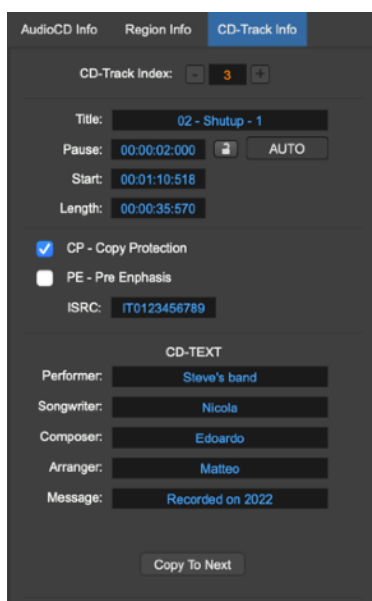 AudioCD Info Region Info CD-Track Info
CD-Track Index: - 3 +
Title: 02 - Shutup - 1
Pause: 00:00:02:000 AUTO
Start: 00:01:10:518
Length: 00:00:35:570
CP - Copy Protection
PE - Pre Enphasis
ISRC: IT0123456789
CD-TEXT
Performer: Steve's band
Songwriter: Nicola
Composer: Edoardo
Arranger: Matteo
Message: Recorded on 2022
Copy To Next